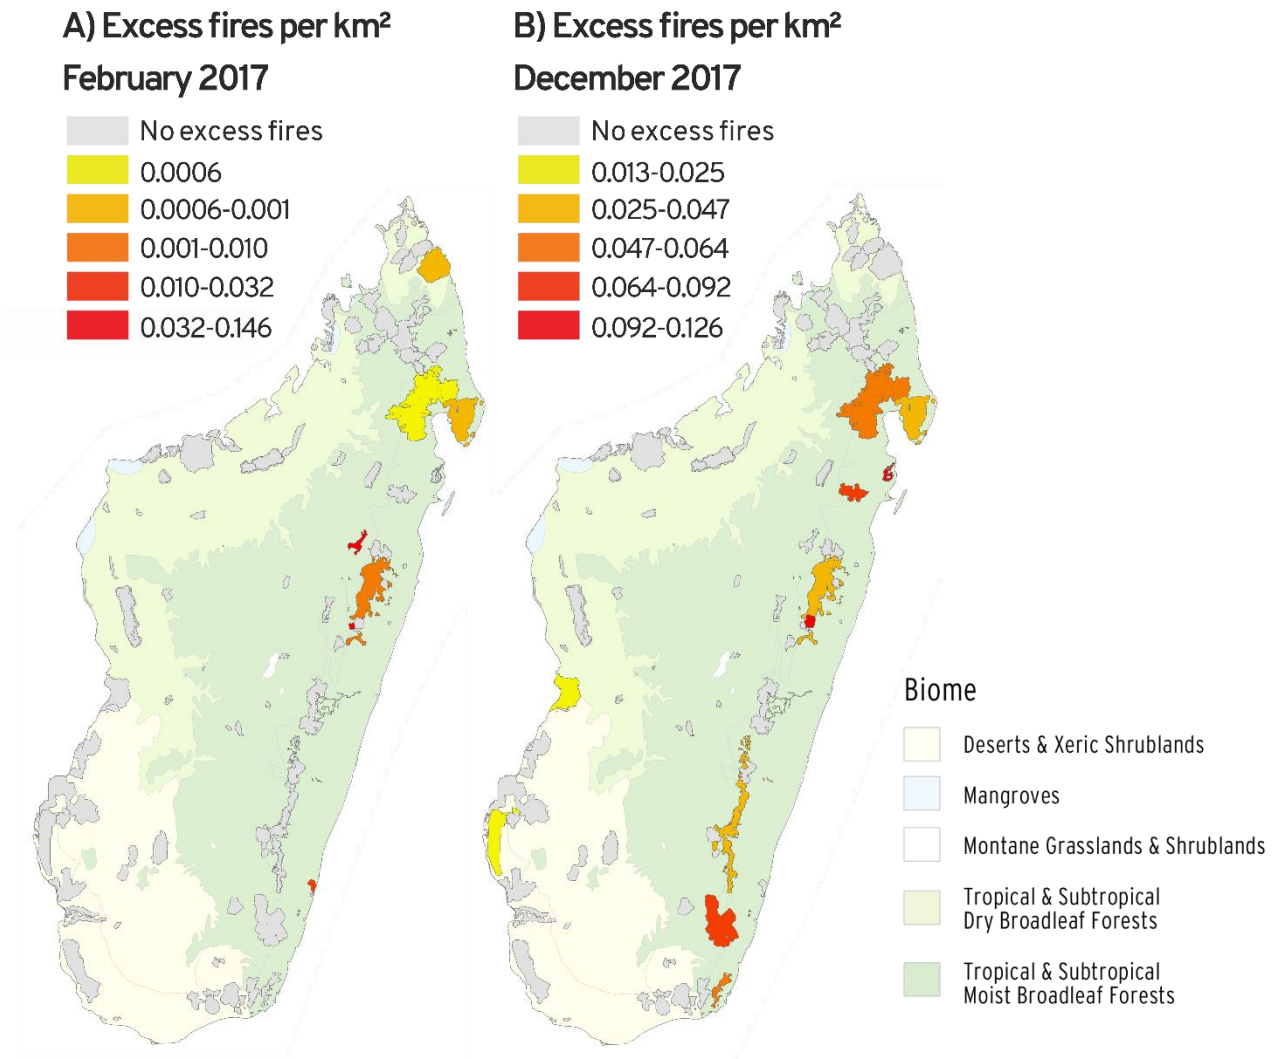 A) Excess fires per km²
February 2017
No excess fires
0.0006
0.0006-0.001
0.001-0.010
0.010-0.032
0.032-0.146
B) Excess fires per km²
December 2017
No excess fires
0.013-0.025
0.025-0.047
0.047-0.064
0.064-0.092
0.092-0.126
Biome
Deserts & Xeric Shrublands
Mangroves
Montane Grasslands & Shrublands
Tropical & Subtropical
Dry Broadleaf Forests
Tropical & Subtropical
Moist Broadleaf Forests